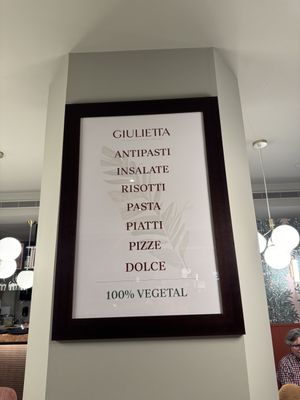 GIULIETTA
ANTIPASTI
INSALATE
RISOTTI
PASTA
PIATTI
PIZZE
DOLCE
100% VEGETAL